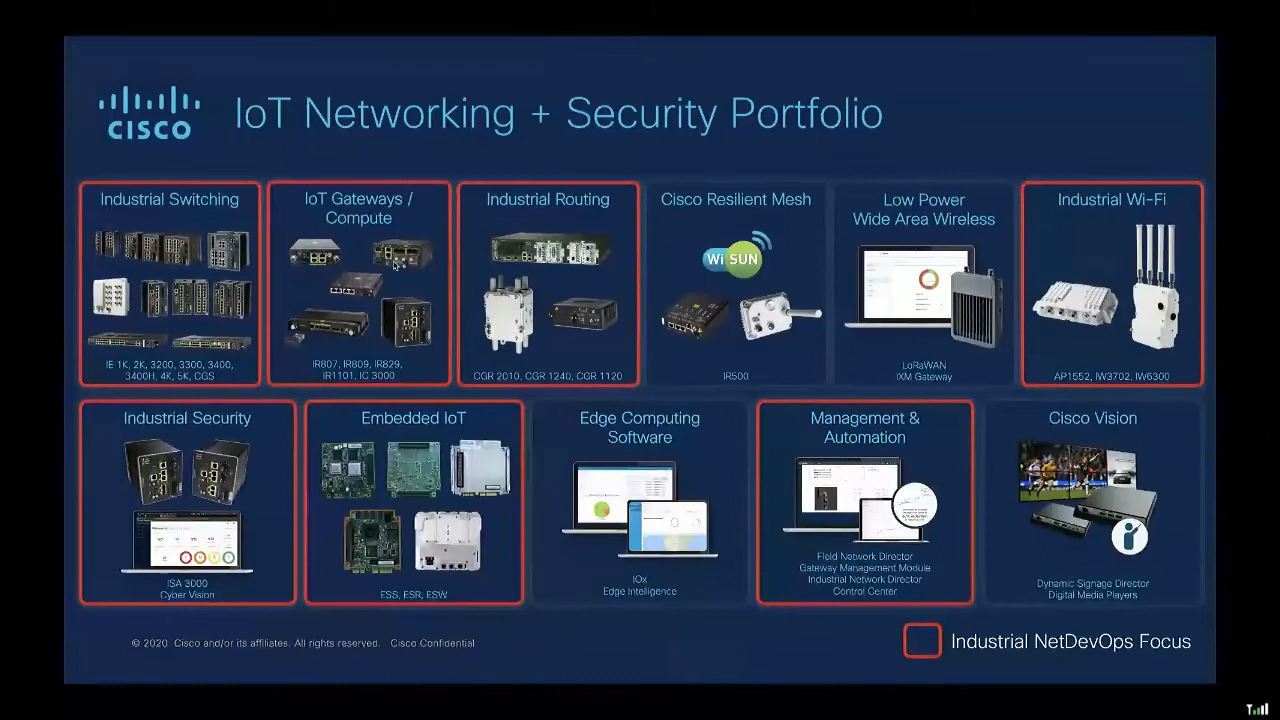 CISCO
IoT Networking + Security Portfolio
Industrial Switching
IE 1K, 2K, 3200, 3300, 3400,
3400H, 4K, 5K, CGS
IoT Gateways /
Compute
IR807, IR809, IR829,
IR1101, IC 3000
Industrial Routing
CGR 2010, CGR 1240, CGR 1120
Cisco Resilient Mesh
Wi SUN
IR500
Low Power
Wide Area Wireless
LoRaWAN
IXM Gateway
Industrial Wi-Fi
AP1552, IW3702, IW6300
Industrial Security
ISA 3000
Cyber Vision
Embedded IoT
ESS, ESR, ESW
Edge Computing
Software
IOx
Edge Intelligence
Management &
Automation
Field Network Director
Gateway Management Module
Industrial Network Director
Control Center
Cisco Vision
Dynamic Signage Director
Digital Media Players
© 2020 Cisco and/or its affiliates. All rights reserved. Cisco Confidential
Industrial NetDevOps Focus